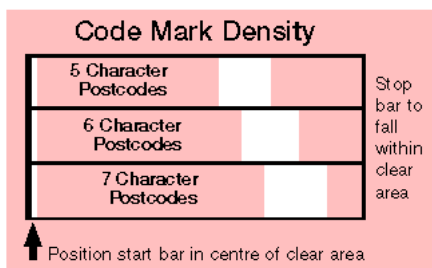 Code Mark Density
5 Character
Postcodes
6 Character
Postcodes
7 Character
Postcodes
Stop
bar to
fall
within
clear
area
Position start bar in centre of clear area